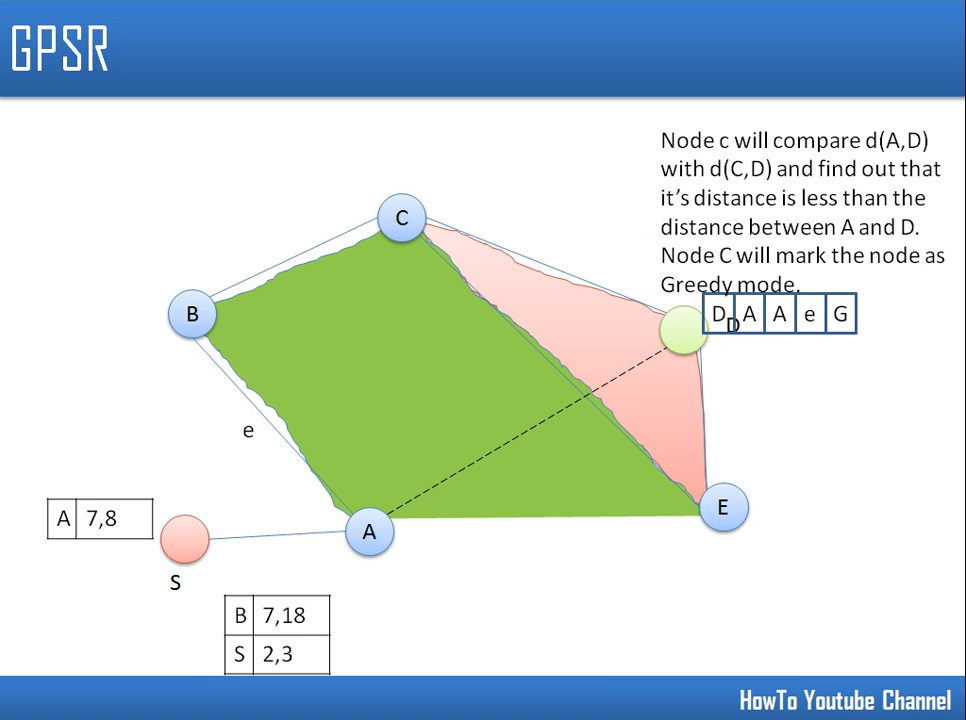 GPSR
Node c will compare d(A,D)
with d(C,D) and find out that
it’s distance is less than the
distance between A and D.
Node C will mark the node as
Greedy mode.
C
B
D A A e G
D
e
A 7,8
E
A
S
B 7,18
S 2,3
HowTo Youtube Channel